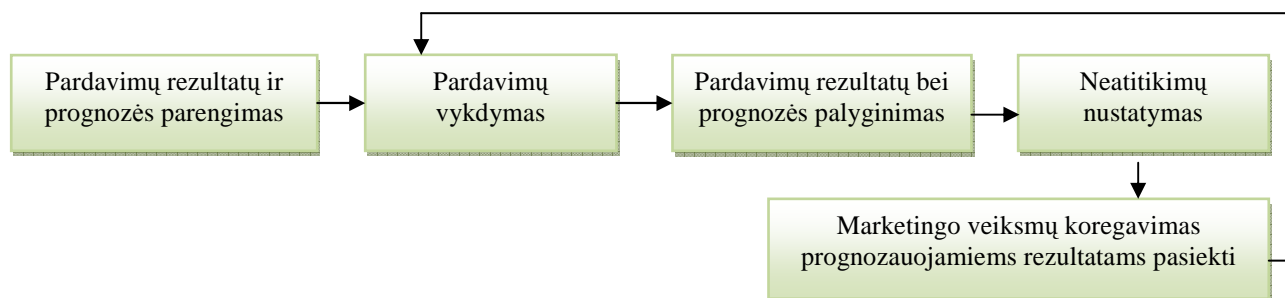 Pardavimų rezultatų ir
prognozės parengimas
Pardavimų
vykdymas
Pardavimų rezultatų bei
prognozės palyginimas
Neatitikimų
nustatymas
Marketingo veiksmų koregavimas
prognozauojamiems rezultatams pasiekti